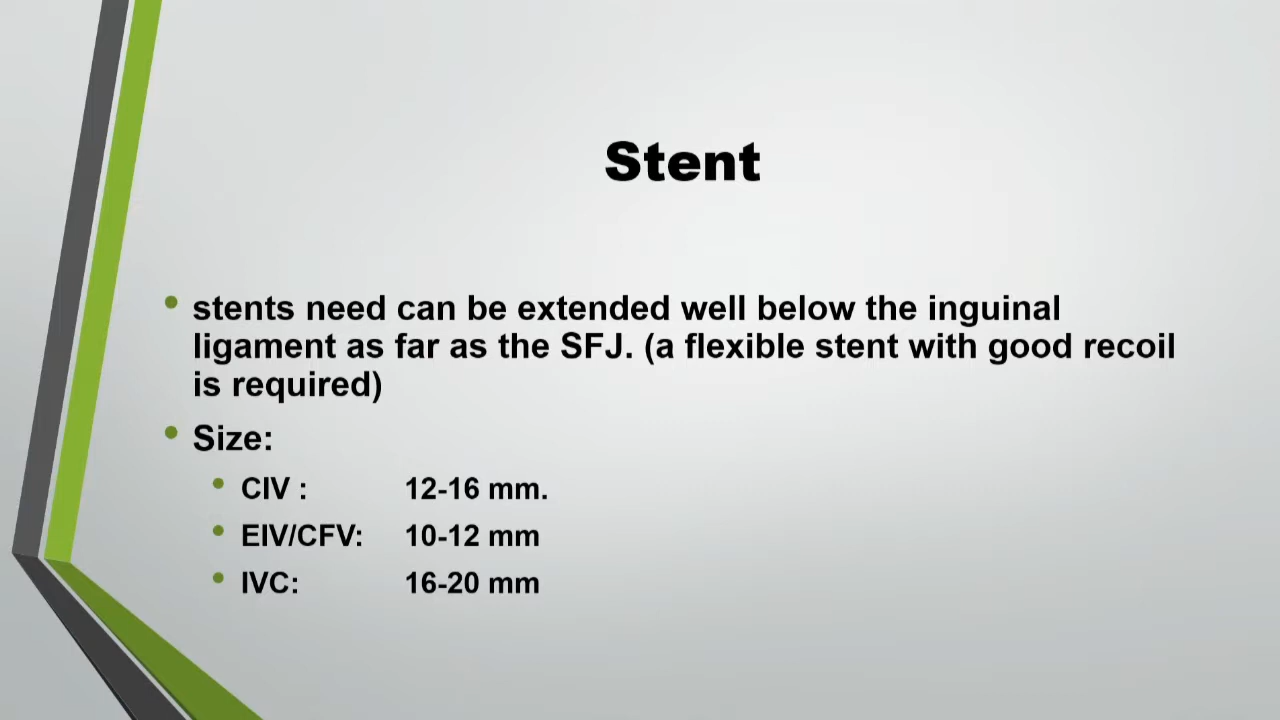 Stent
stents need can be extended well below the inguinal
ligament as far as the SFJ. (a flexible stent with good recoil
is required)
Size:
CIV : 12-16 mm.
EIV/CFV: 10-12 mm
IVC: 16-20 mm